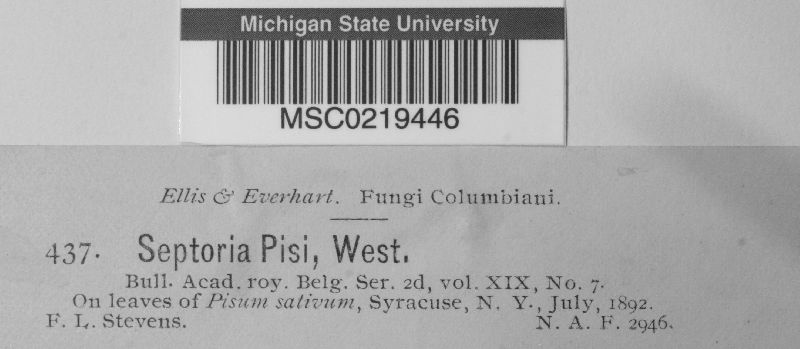 Michigan State University
MSC0219446
Ellis & Everhart. Fungi Columbiani.
437. Septoria Pisi, West.
Bull. Acad. roy. Belg. Ser. 2d, vol. XIX, No. 7.
On leaves of Pisum sativum, Syracuse, N. Y., July, 1892.
F. L. Stevens. N. A. F. 2946.